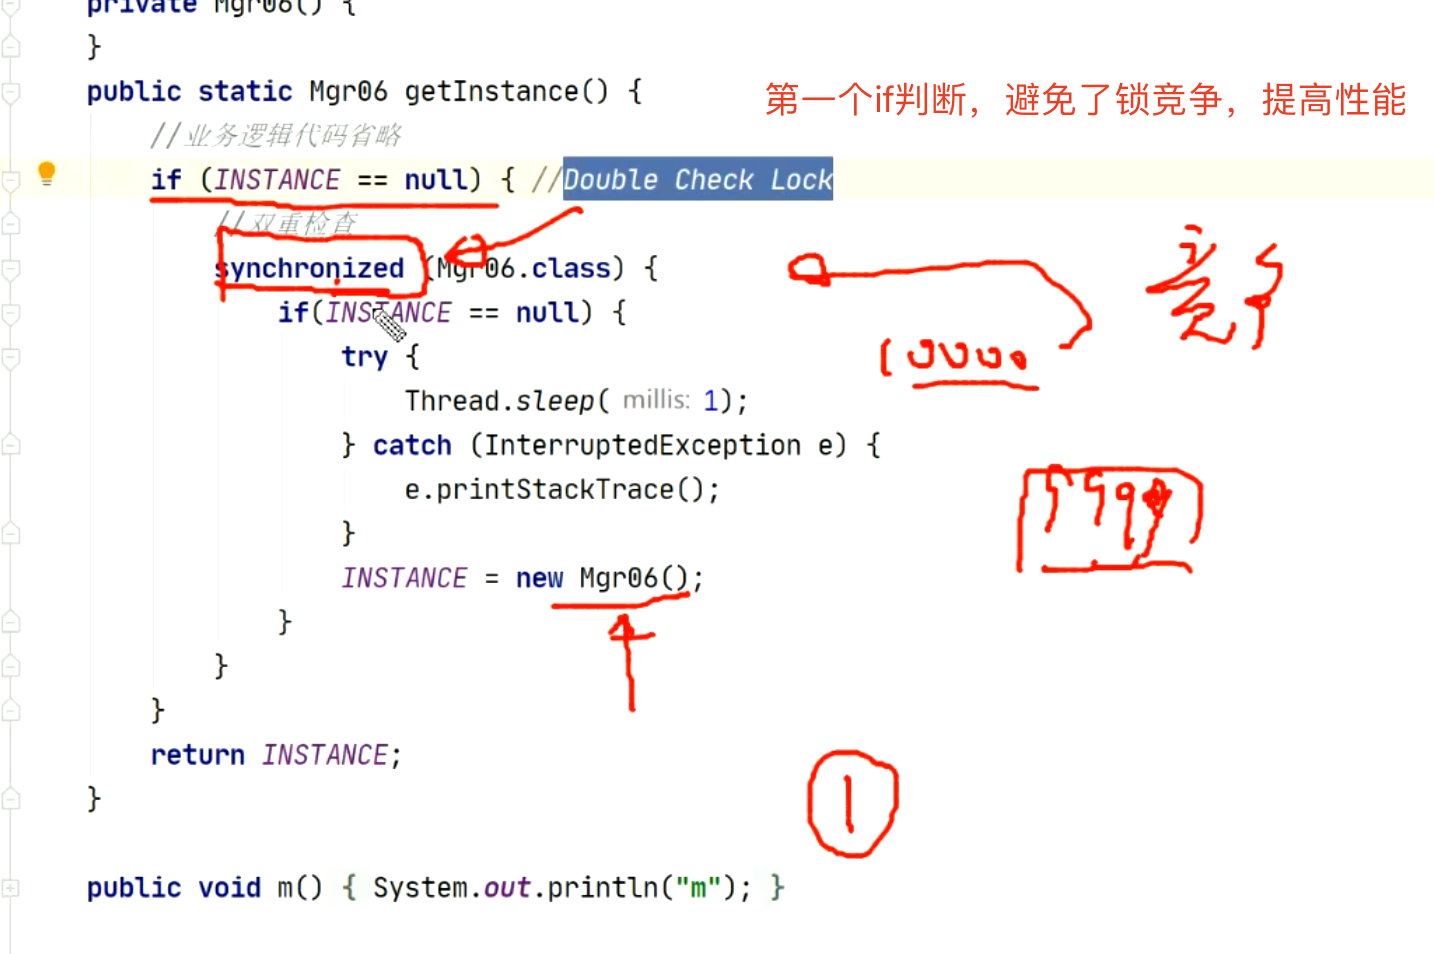 private Mgr06() {
}
public static Mgr06 getInstance() {
第一个if判断，避免了锁竞争，提高性能
//业务逻辑代码省略
if (INSTANCE == null) { //Double Check Lock
//双重检查
synchronized (Mgr06.class) {
if(INSTANCE == null) {
try {
Thread.sleep( millis: 1);
} catch (InterruptedException e) {
e.printStackTrace();
}
INSTANCE = new Mgr06();
}
}
}
return INSTANCE;
}
public void m() { System.out.println("m"); }
竞争
10000
9999
1